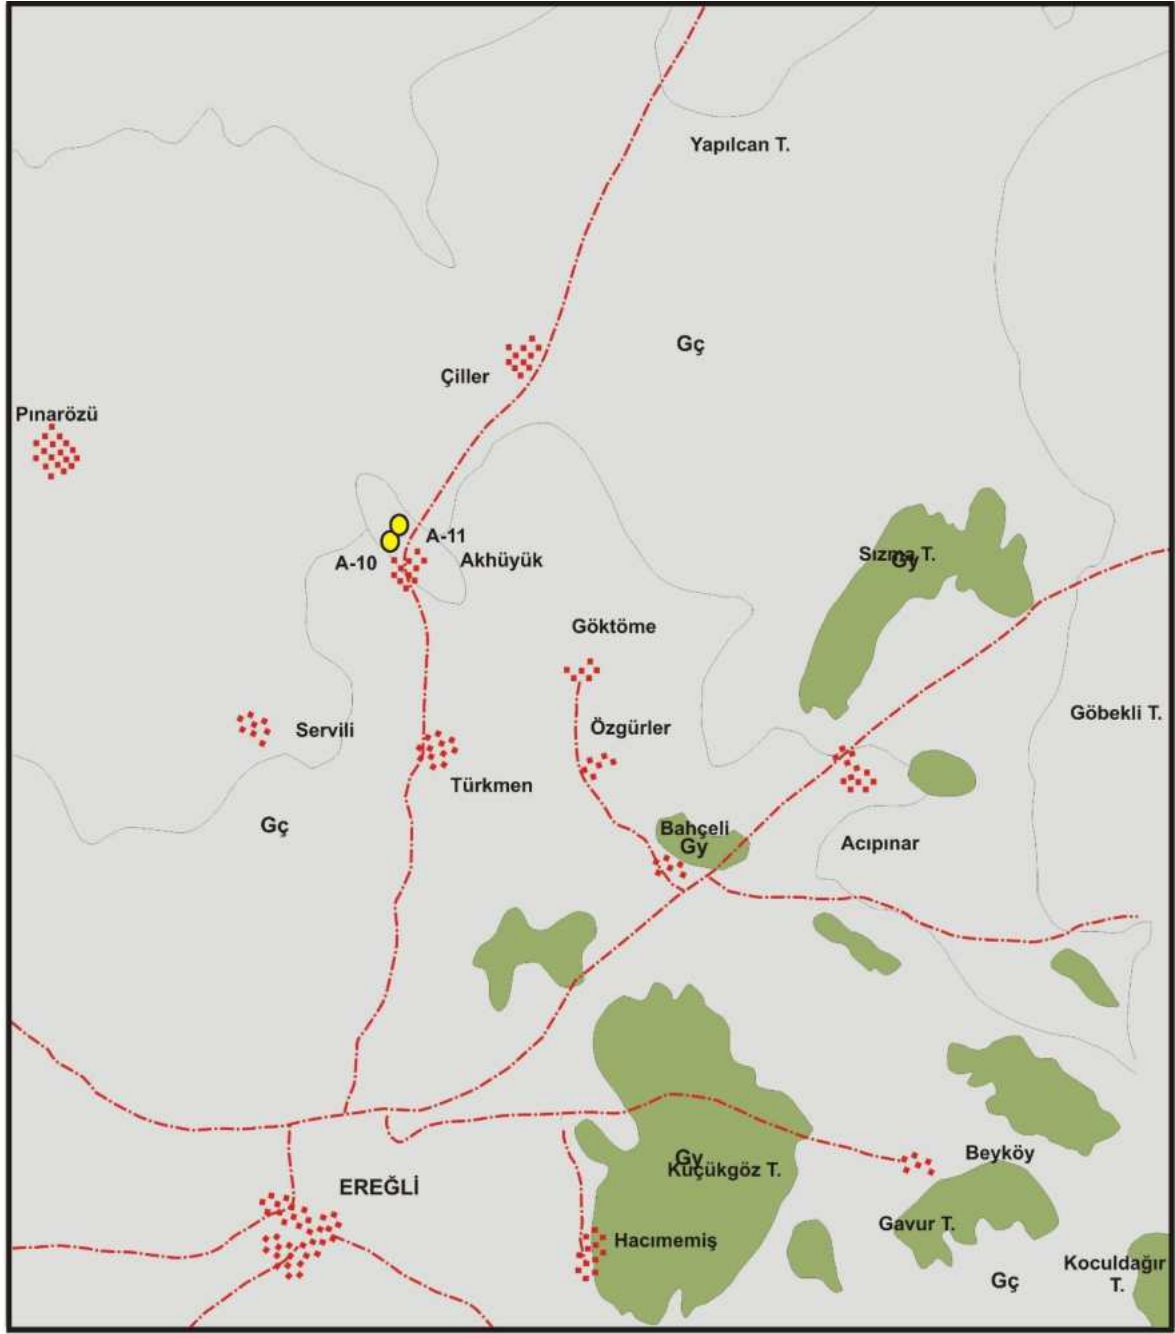 Yapılcan T.
Gç
Çiller
Pınarözü
A-11
A-10
Akhüyük
Sızma T.
Gy
Göktöme
Göbekli T.
Özgürler
Servili
Türkmen
Gç
Bahçeli
Gy
Acıpınar
Beyköy
Gy
Küçükgöz T.
EREĞLİ
Gavur T.
Hacımemiş
Koculdağır
T.
Gç